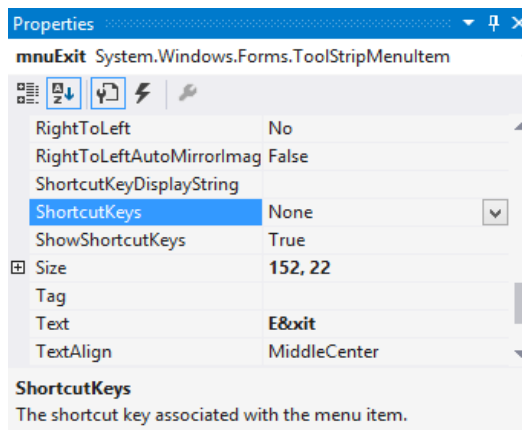 Properties
mnuExit System.Windows.Forms.ToolStripMenuItem
RightToLeft No
RightToLeftAutoMirrorImag False
ShortcutKeyDisplayString
ShortcutKeys None
ShowShortcutKeys True
Size 152, 22
Tag
Text E&xit
TextAlign MiddleCenter
ShortcutKeys
The shortcut key associated with the menu item.